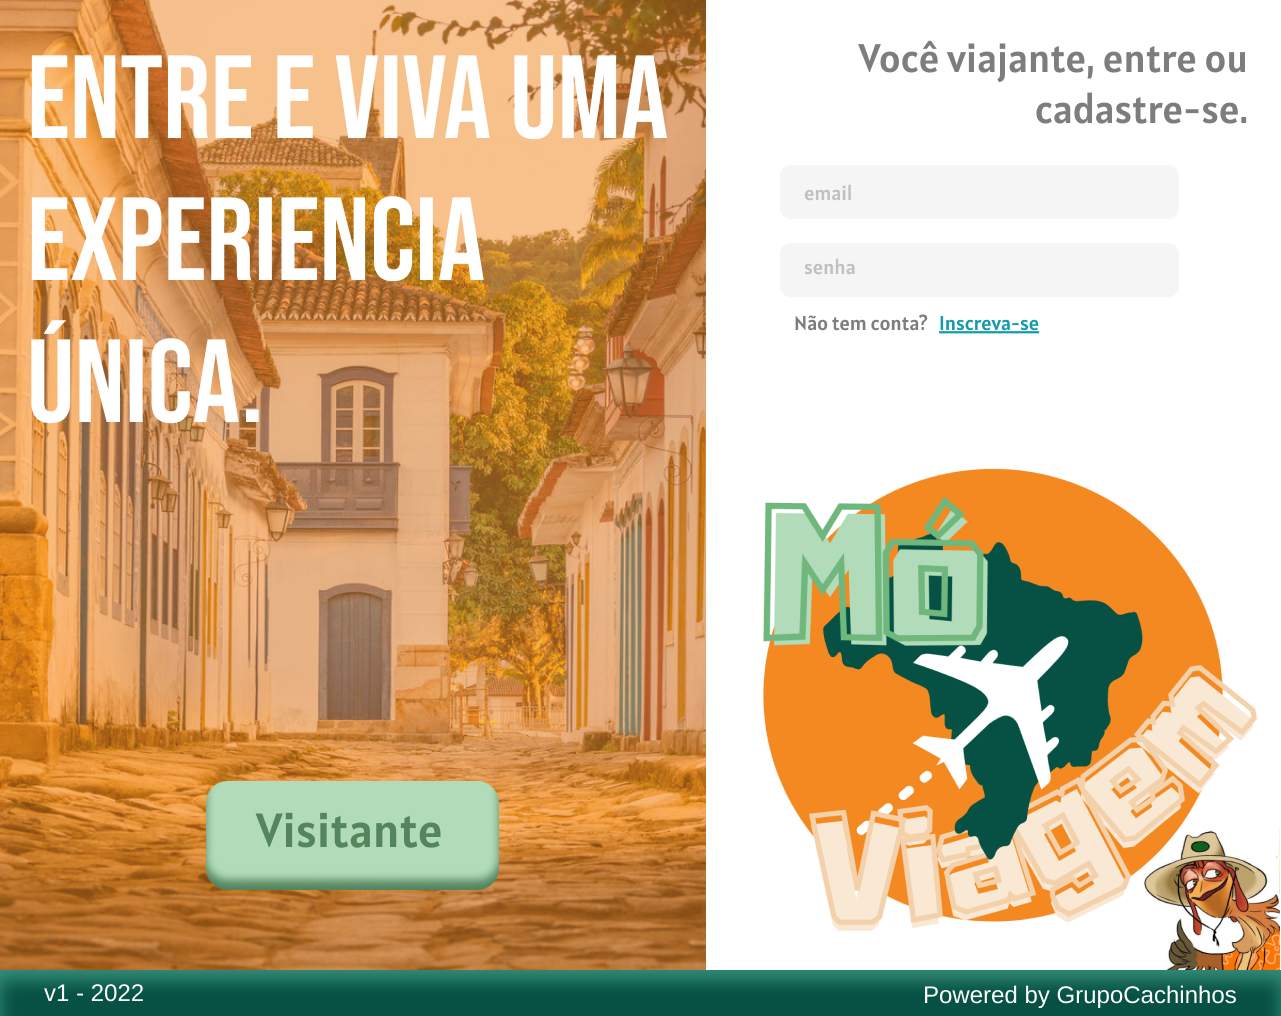 ENTRE E VIVA UMA
EXPERIENCIA
ÚNICA.
Visitante
Você viajante, entre ou
cadastre-se.
email
senha
Não tem conta? Inscreva-se
Mó
Viagem
v1 - 2022
Powered by GrupoCachinhos